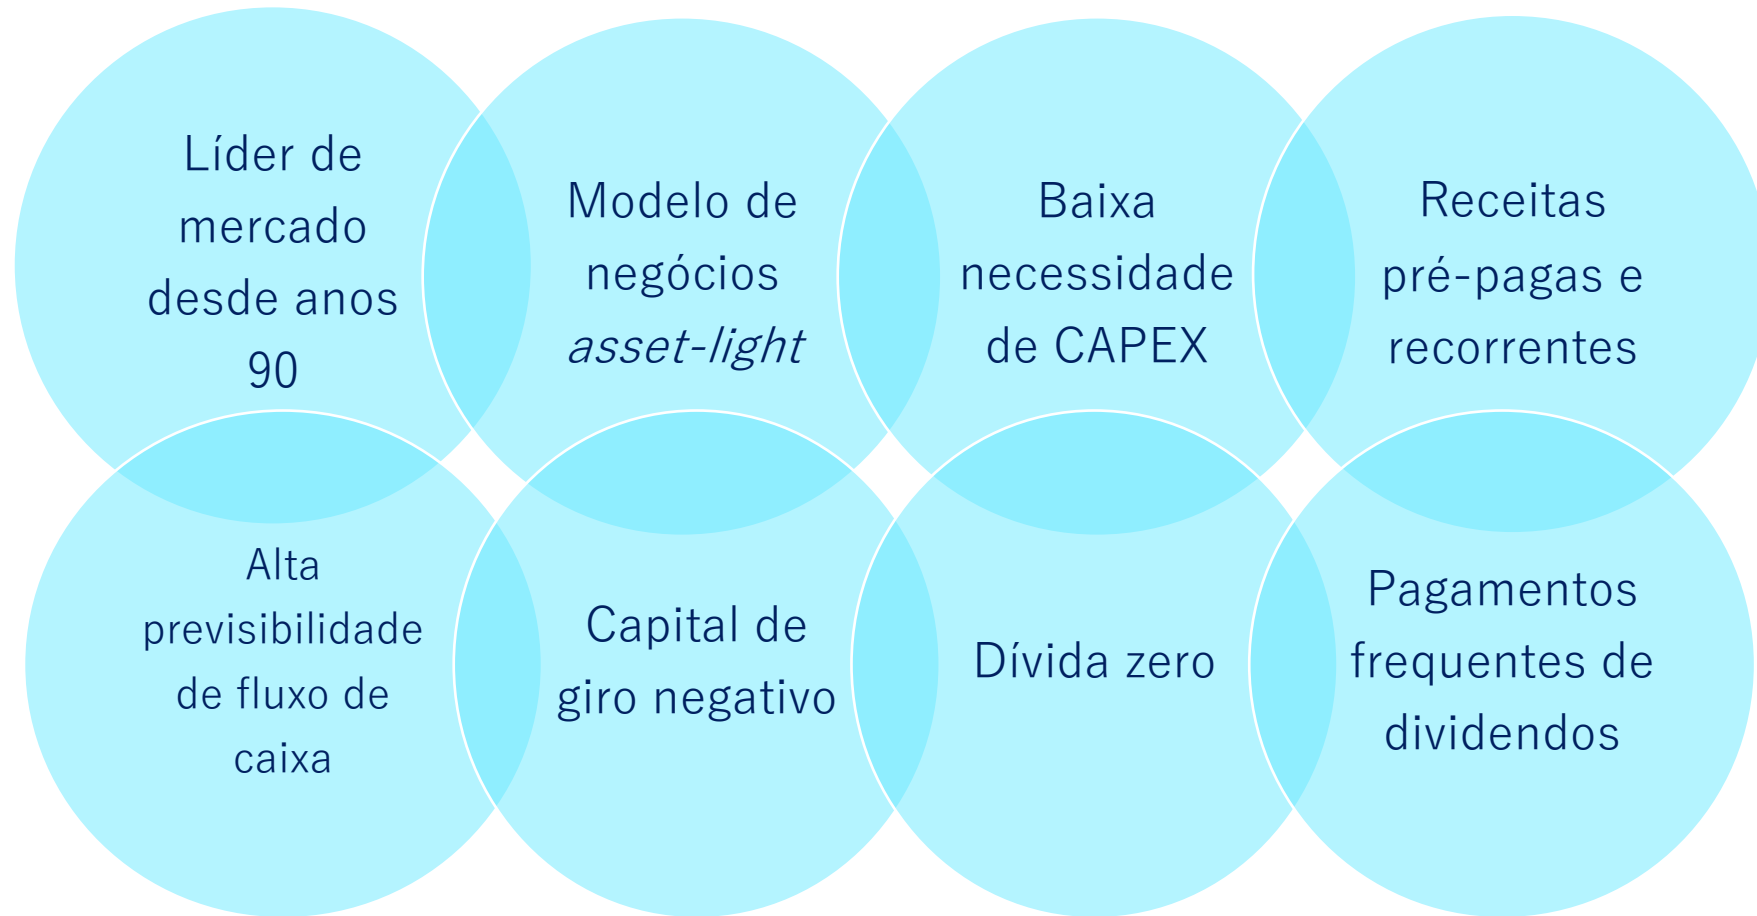 Líder de
mercado
desde anos
90
Modelo de
negócios
asset-light
Baixa
necessidade
de CAPEX
Receitas
pré-pagas e
recorrentes
Alta
previsibilidade
de fluxo de
caixa
Capital de
giro negativo
Dívida zero
Pagamentos
frequentes de
dividendos